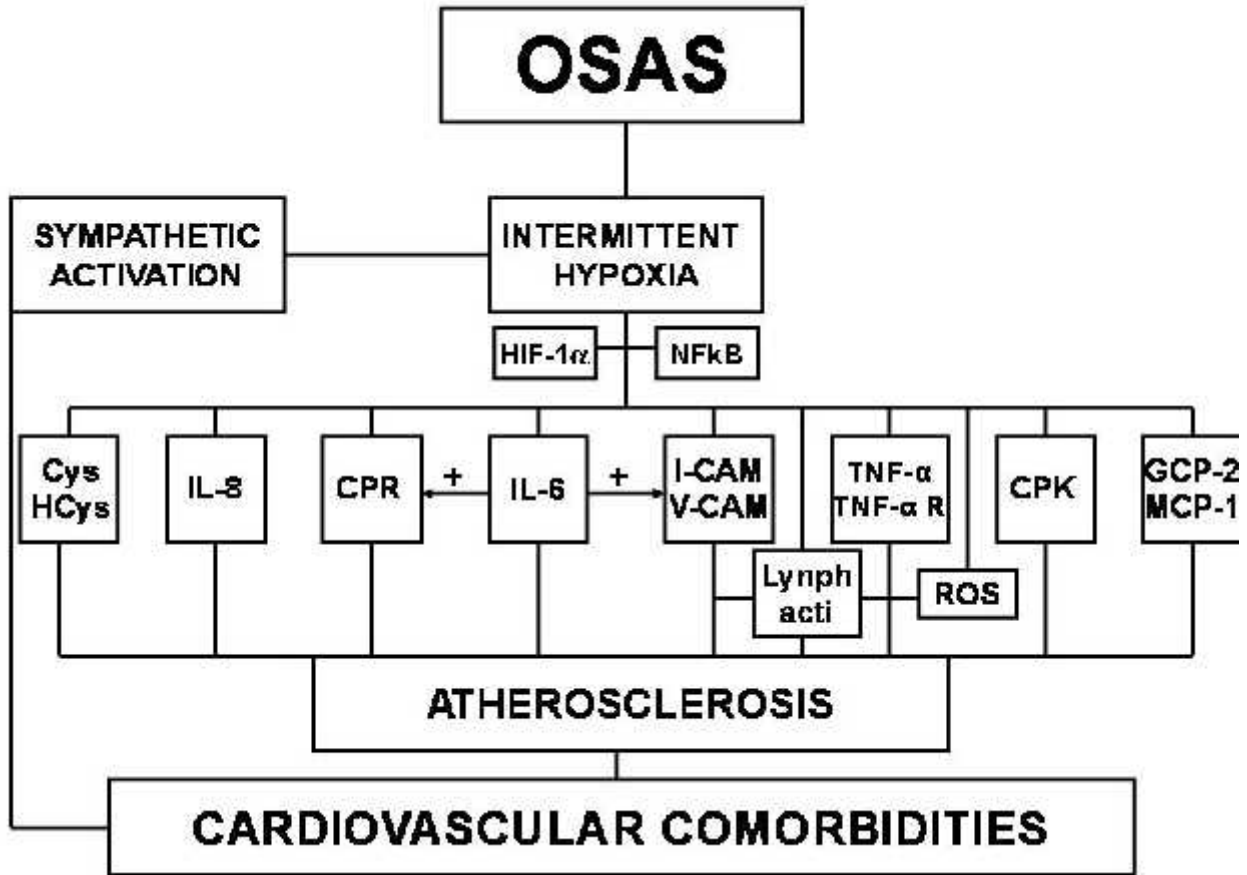 OSAS
SYMPATHETIC
ACTIVATION
INTERMITTENT
HYPOXIA
HIF-1α
NFkB
Cys
HCys
IL-8
CPR
+
IL-6
+
I-CAM
V-CAM
TNF-α
TNF-α R
CPK
GCP-2
MCP-1
Lymph
acti
ROS
ATHEROSCLEROSIS
CARDIOVASCULAR COMORBIDITIES